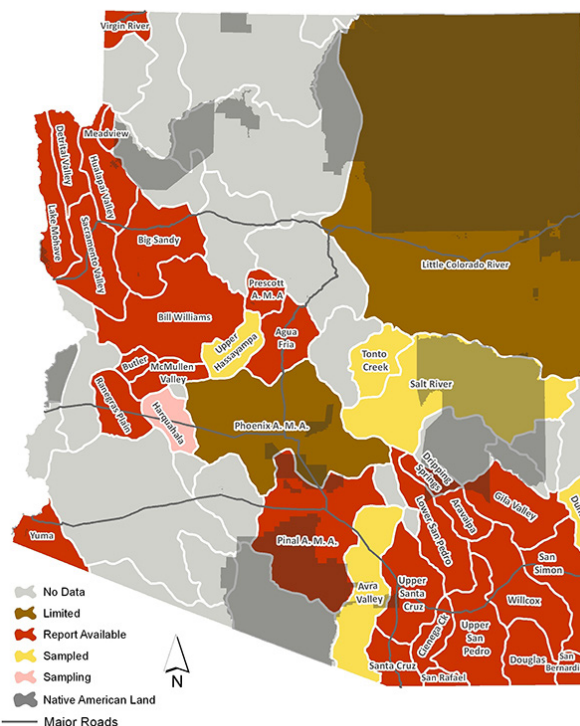 Virgin River
Meadview
Detrital Valley
Hualapai Valley
Lake Mohave
Sacramento Valley
Big Sandy
Little Colorado River
Prescott
A. M. A
Bill Williams
Upper
Hassayampa
Agua
Fria
Tonto
Creek
Butler
McMullen
Valley
Salt River
Ranegras Plain
Harquahala
Phoenix A. M. A.
Dripping
Springs
Lower San Pedro
Aravaipa
Gila Valley
Yuma
Pinal A. M. A.
San
Simon
Avra
Valley
Upper
Santa
Cruz
Willcox
Cienega Ck
Upper
San
Pedro
Santa Cruz
San Rafael
Douglas
San
No Data
Limited
Report Available
Sampled
Sampling
Native American Land
Major Roads
N